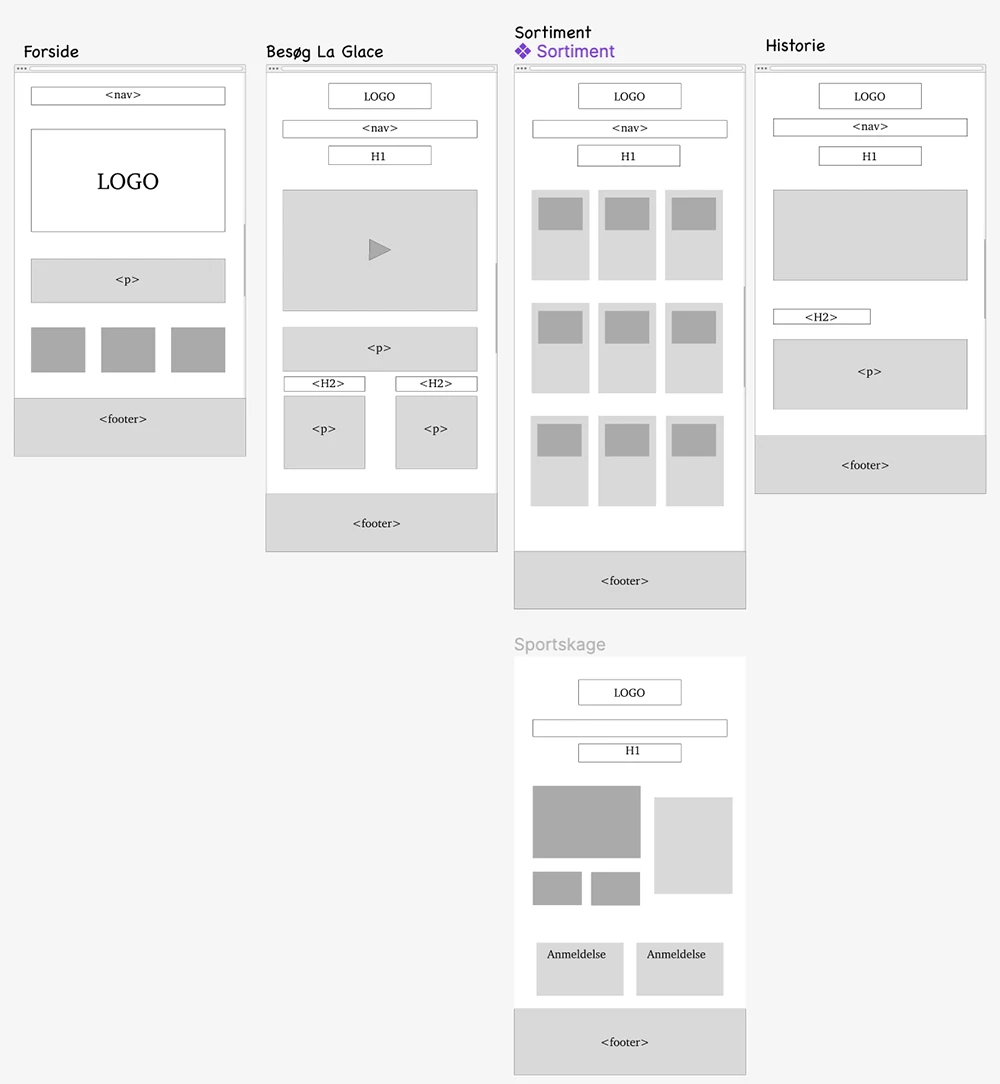 Forside
<nav>
LOGO
<p>
<footer>
Besøg La Glace
LOGO
<nav>
H1
<p>
<H2>
<H2>
<p>
<p>
<footer>
Sortiment
Sortiment
LOGO
<nav>
H1
<footer>
Historie
LOGO
<nav>
H1
<H2>
<p>
<footer>
Sportskage
LOGO
H1
Anmeldelse
Anmeldelse
<footer>